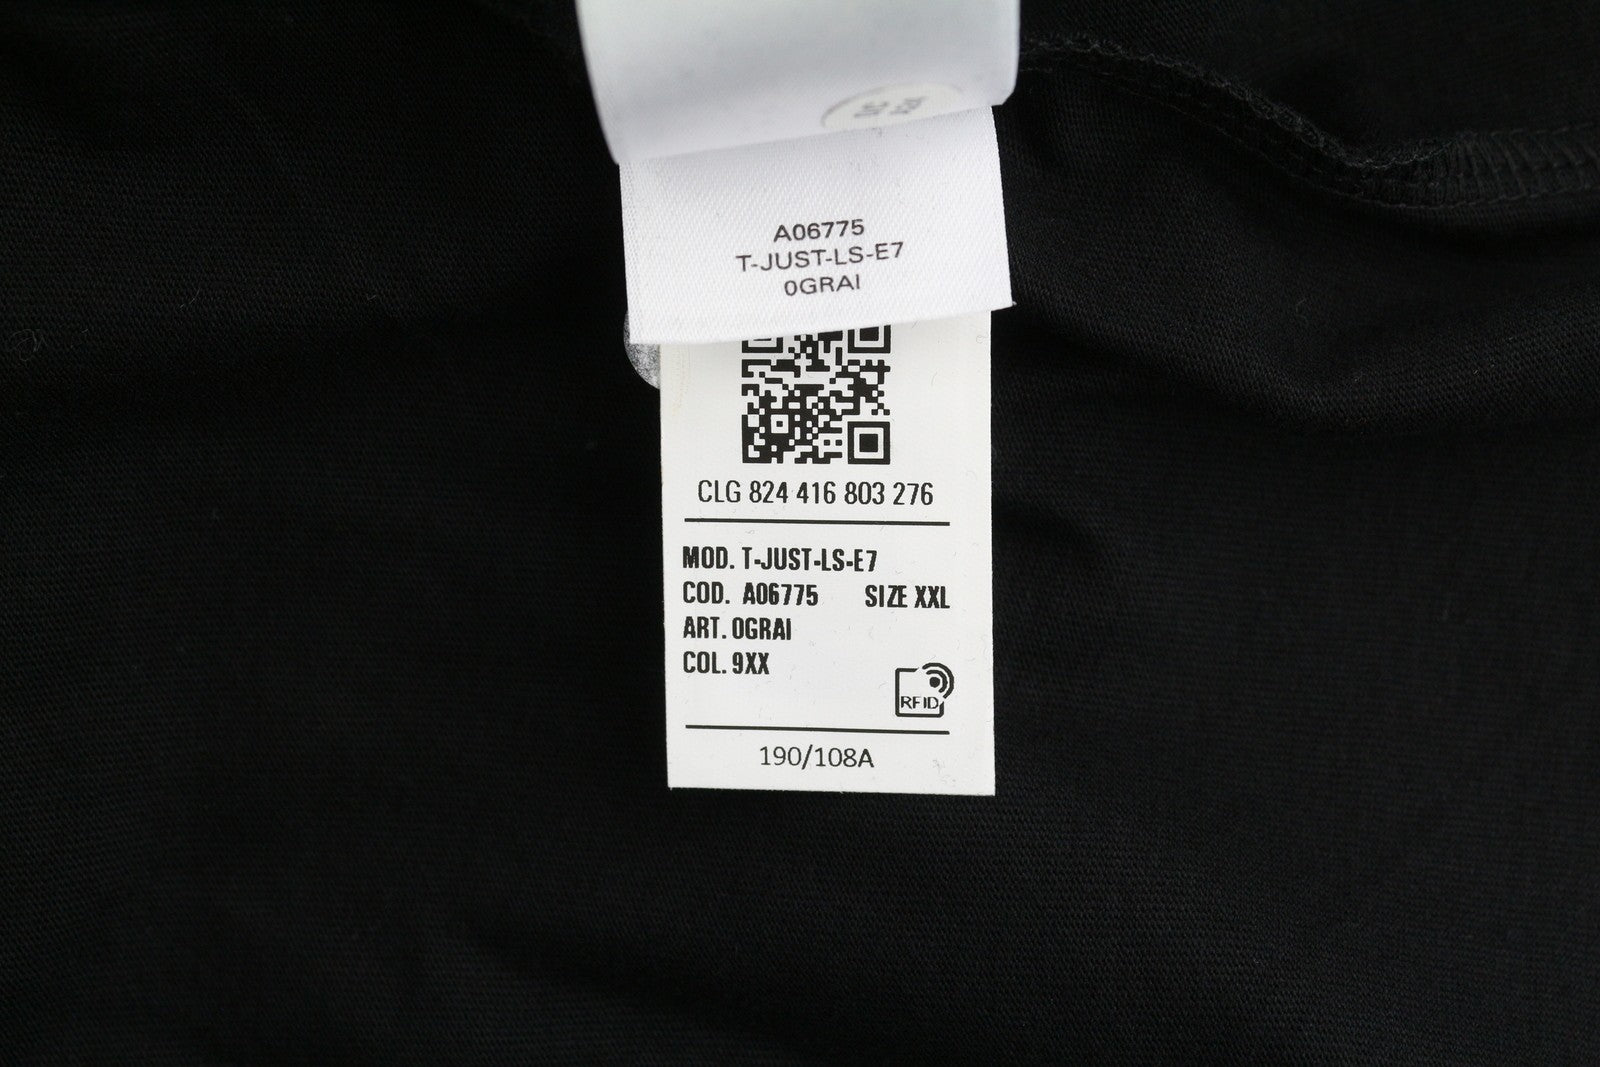 A06775
T-JUST-LS-E7
0GRAI
CLG 824 416 803 276
MOD. T-JUST-LS-E7
COD. A06775 SIZE XXL
ART. 0GRAI
COL. 9XX
RFID
190/108A